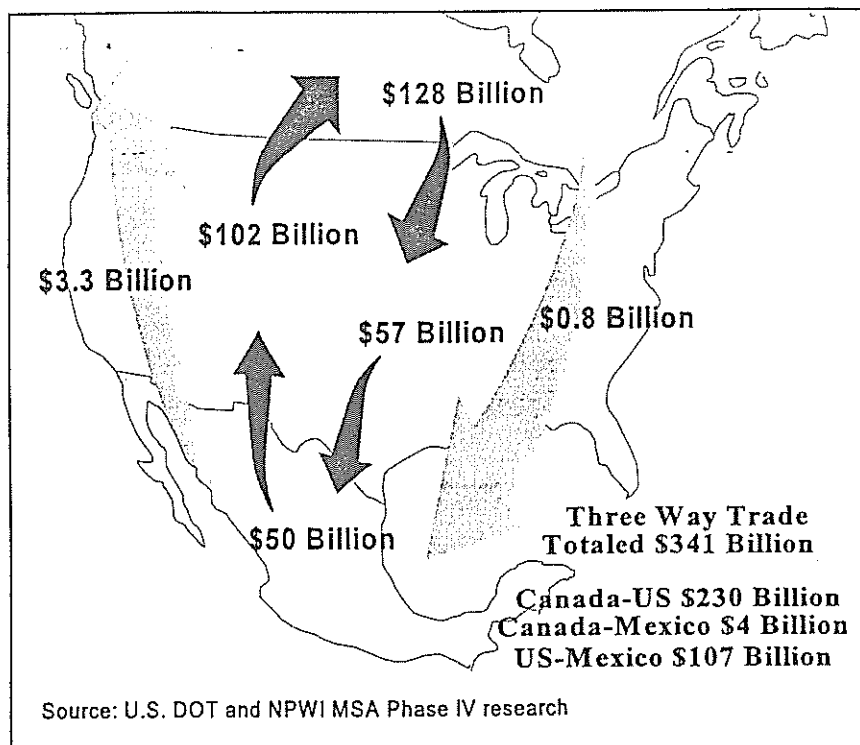 $128 Billion
$102 Billion
$3.3 Billion
$0.8 Billion
$57 Billion
$50 Billion
Three Way Trade
Totaled $341 Billion
Canada-US $230 Billion
Canada-Mexico $4 Billion
US-Mexico $107 Billion
Source: U.S. DOT and NPWI MSA Phase IV research